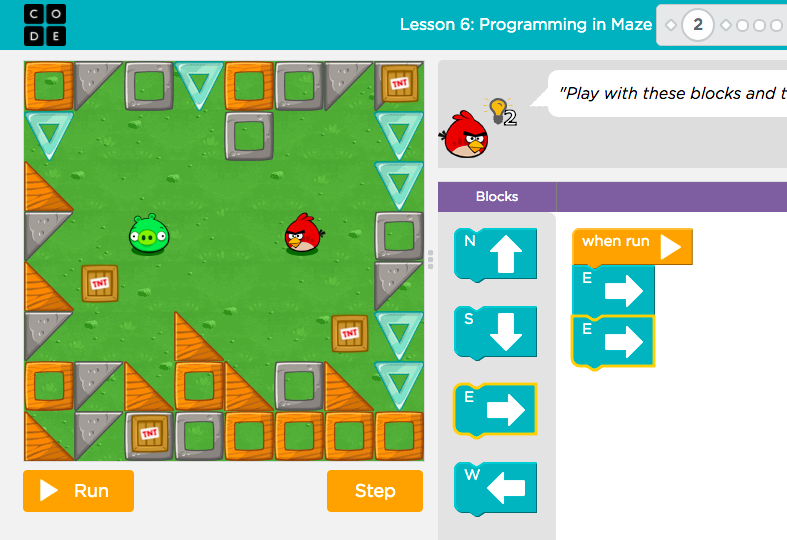 C O
D E
Lesson 6: Programming in Maze
2
"Play with these blocks and t
2
TNT
TNT
TNT
TNT
Blocks
N
S
E
W
when run
E
E
Run
Step